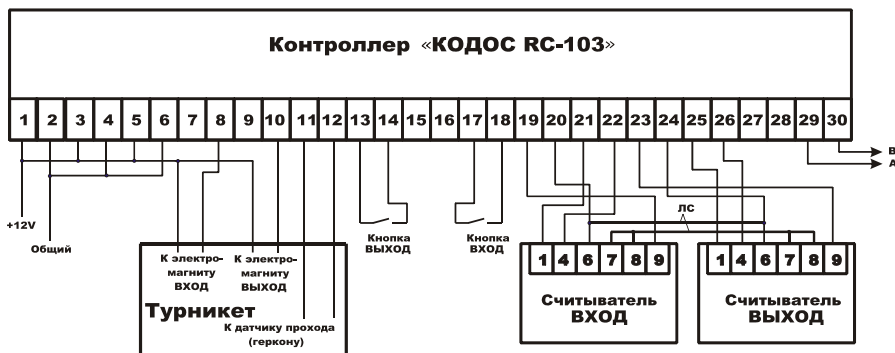 Контроллер «КОДОС RC-103»
1 2 3 4 5 6 7 8 9 10 11 12 13 14 15 16 17 18 19 20 21 22 23 24 25 26 27 28 29 30
B
A
+12V
Общий
Кнопка
ВЫХОД
Кнопка
ВХОД
ЛС
К электро-
магниту
ВХОД
К электро-
магниту
ВЫХОД
Турникет
К датчику прохода
(геркону)
1 4 6 7 8 9
Считыватель
ВХОД
1 4 6 7 8 9
Считыватель
ВЫХОД